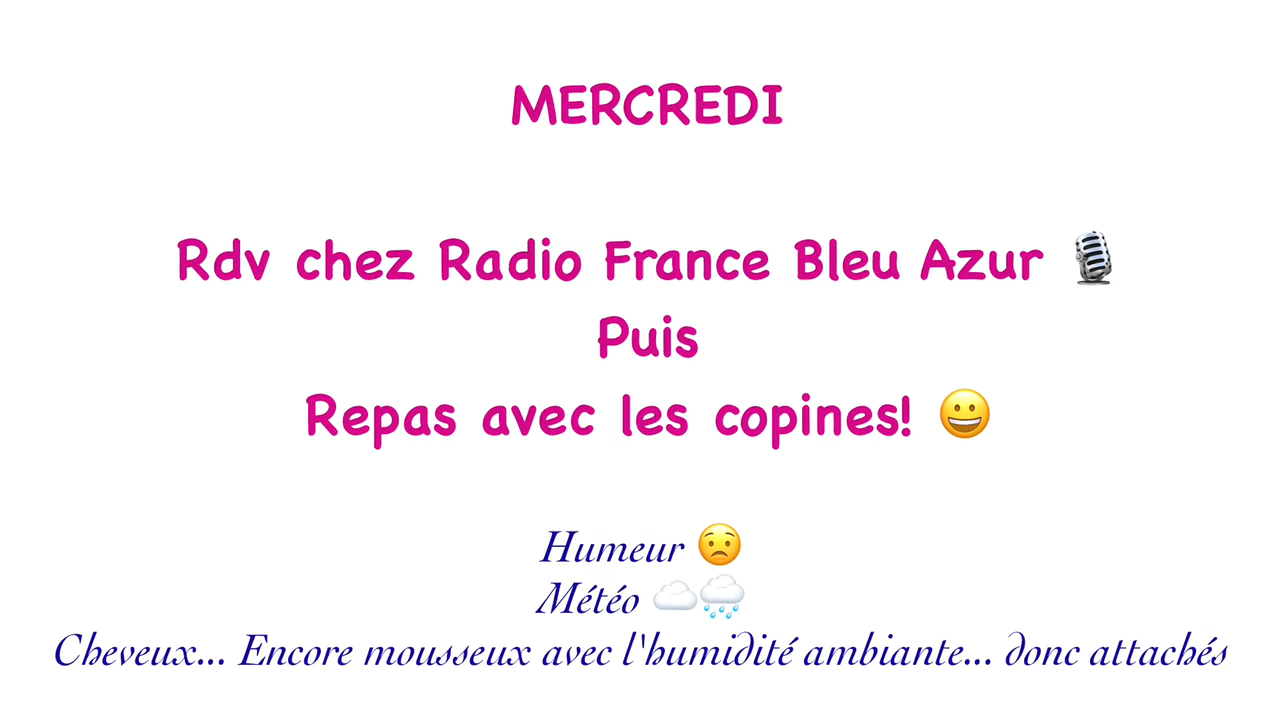 MERCREDI
Rdv chez Radio France Bleu Azur 🎙️
Puis
Repas avec les copines! 😀
Humeur 😟
Météo ☁️🌧️
Cheveux... Encore mousseux avec l'humidité ambiante... donc attachés